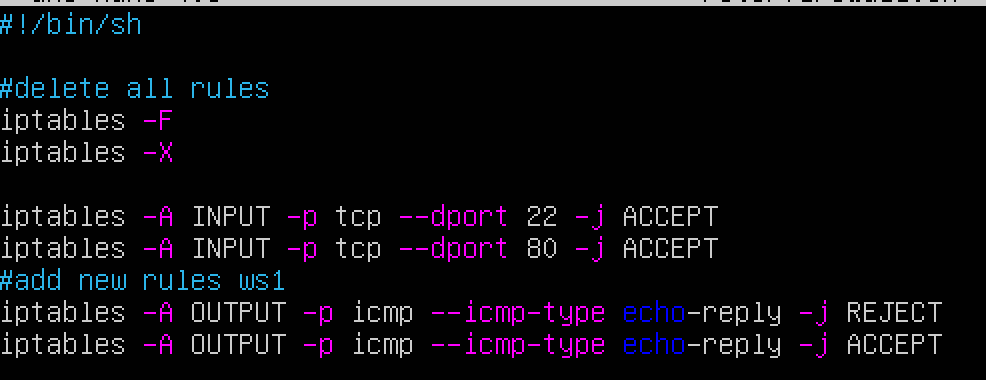 #!/bin/sh
#delete all rules
iptables -F
iptables -X
iptables -A INPUT -p tcp --dport 22 -j ACCEPT
iptables -A INPUT -p tcp --dport 80 -j ACCEPT
#add new rules ws1
iptables -A OUTPUT -p icmp --icmp-type echo-reply -j REJECT
iptables -A OUTPUT -p icmp --icmp-type echo-reply -j ACCEPT